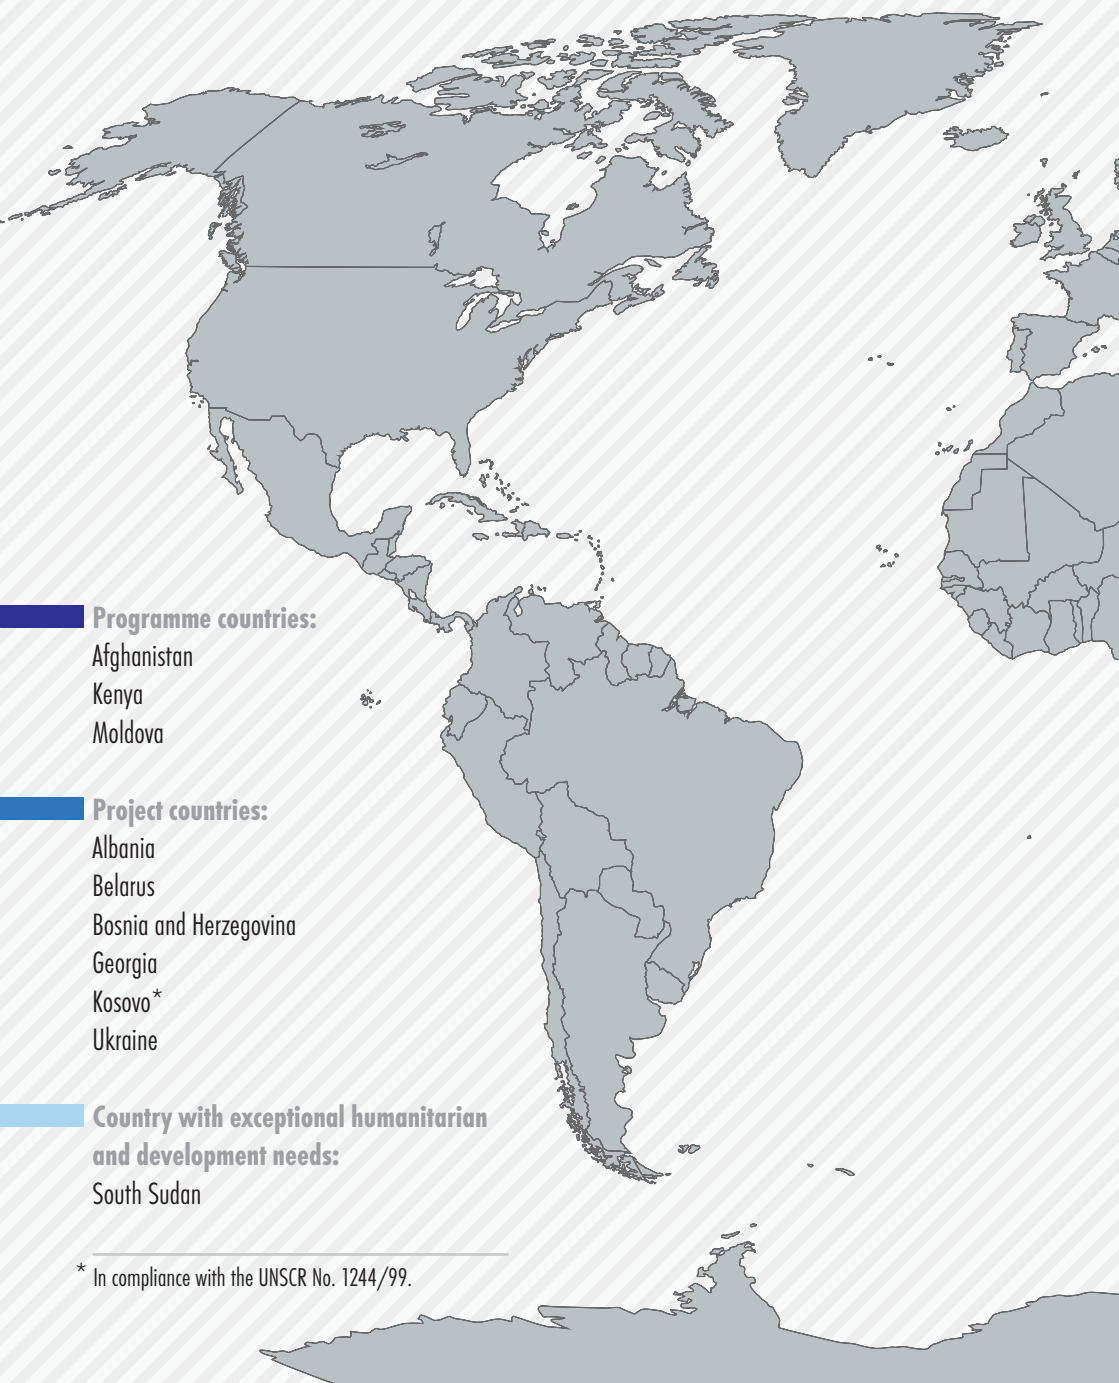 Programme countries:
Afghanistan
Kenya
Moldova
Project countries:
Albania
Belarus
Bosnia and Herzegovina
Georgia
Kosovo*
Ukraine
Country with exceptional humanitarian
and development needs:
South Sudan
* In compliance with the UNSCR No. 1244/99.